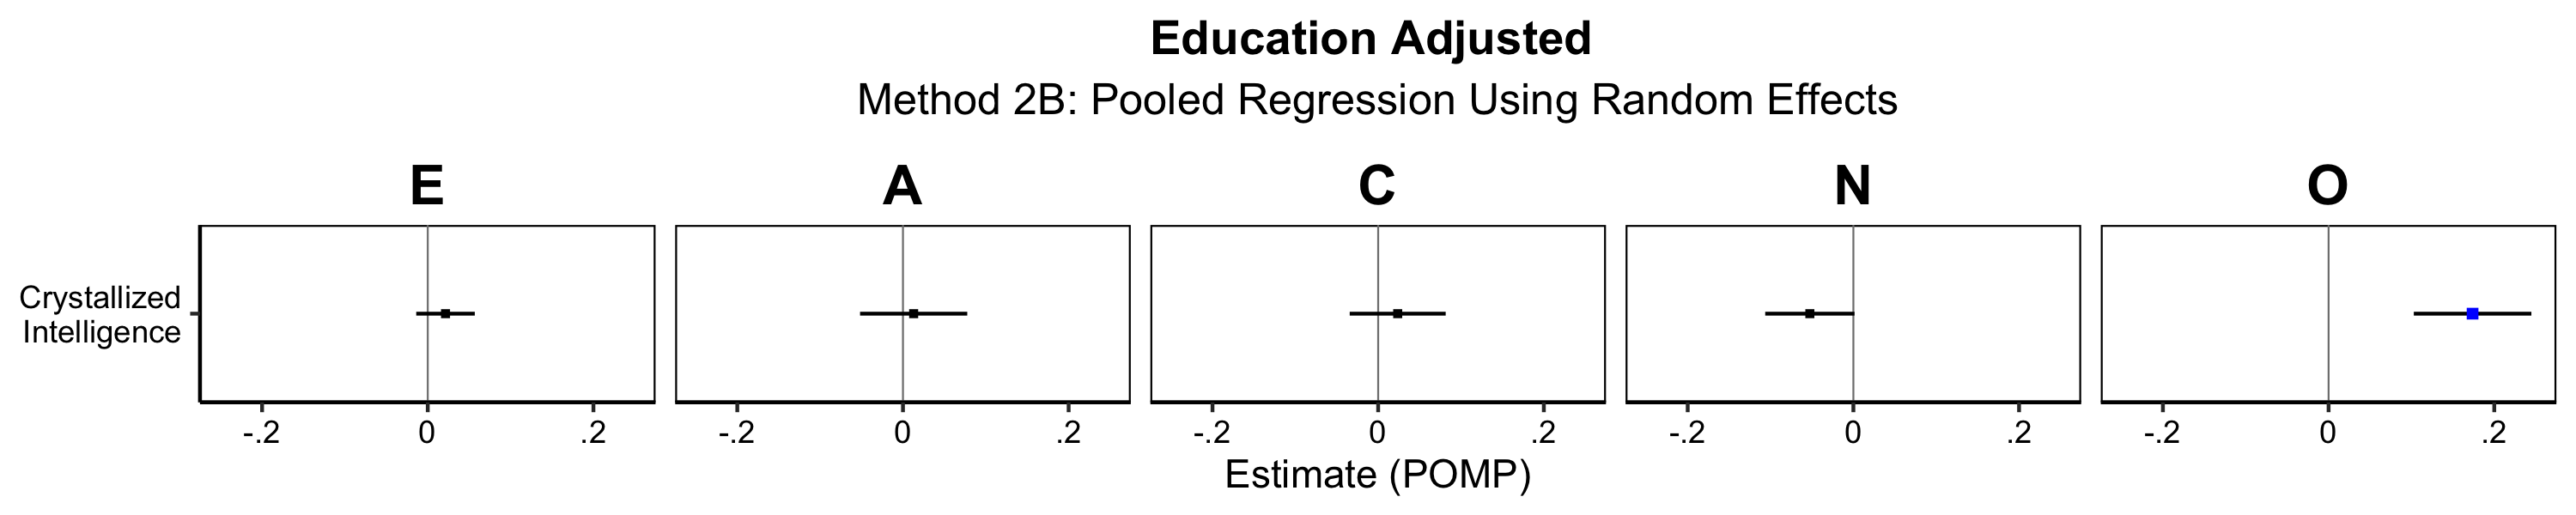 Education Adjusted
Method 2B: Pooled Regression Using Random Effects
E A C N O
Crystallized
Intelligence
-.2 0 .2 -.2 0 .2 -.2 0 .2 -.2 0 .2 -.2 0 .2
Estimate (POMP)